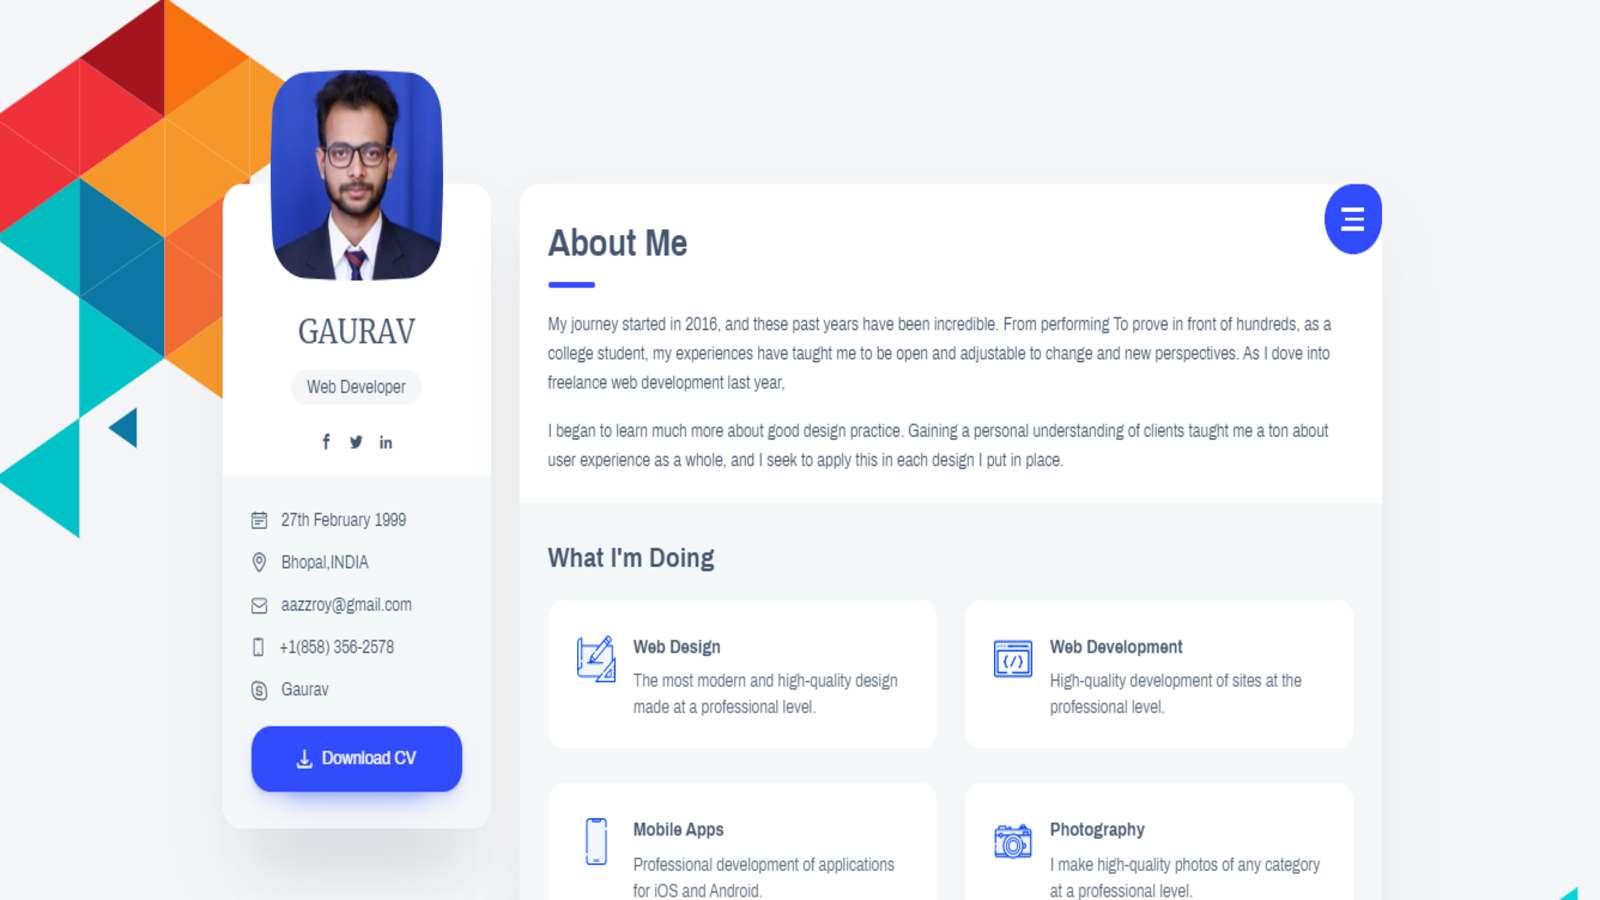 GAURAV
Web Developer
27th February 1999
Bhopal,INDIA
aazzroy@gmail.com
+1(858) 356-2578
Gaurav
Download CV
About Me
My journey started in 2016, and these past years have been incredible. From performing To prove in front of hundreds, as a
college student, my experiences have taught me to be open and adjustable to change and new perspectives. As I dove into
freelance web development last year,
I began to learn much more about good design practice. Gaining a personal understanding of clients taught me a ton about
user experience as a whole, and I seek to apply this in each design I put in place.
What I'm Doing
Web Design
The most modern and high-quality design
made at a professional level.
Web Development
High-quality development of sites at the
professional level.
Mobile Apps
Professional development of applications
for iOS and Android.
Photography
I make high-quality photos of any category
at a professional level.